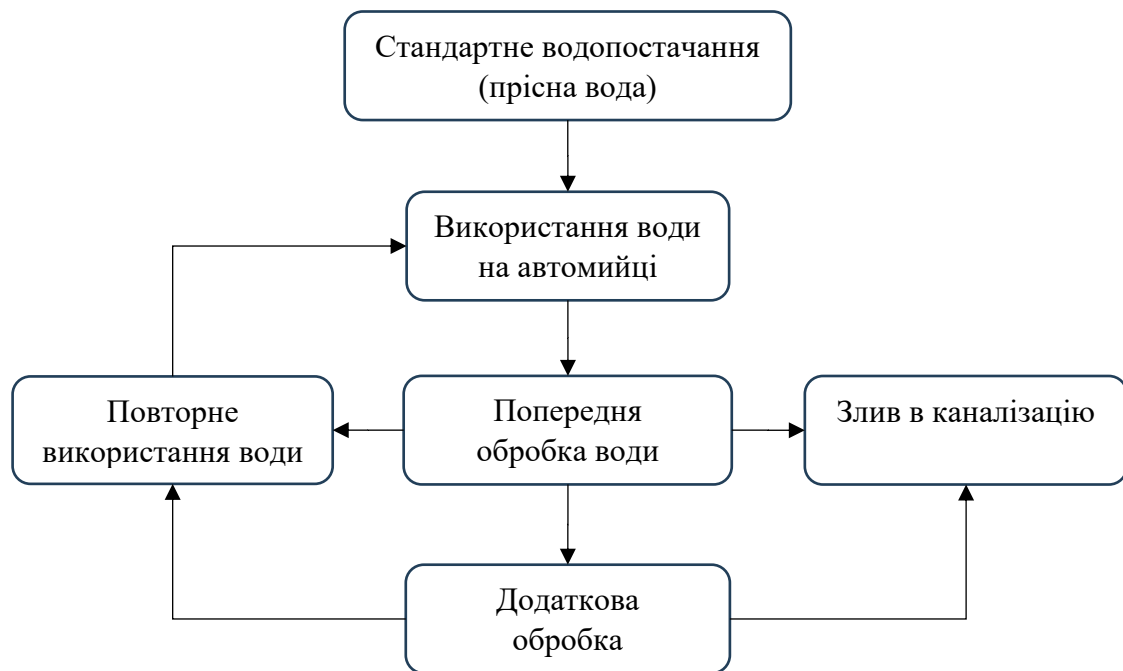 Стандартне водопостачання
(прісна вода)
Використання води
на автомийці
Повторне
використання води
Попередня
обробка води
Злив в каналізацію
Додаткова
обробка